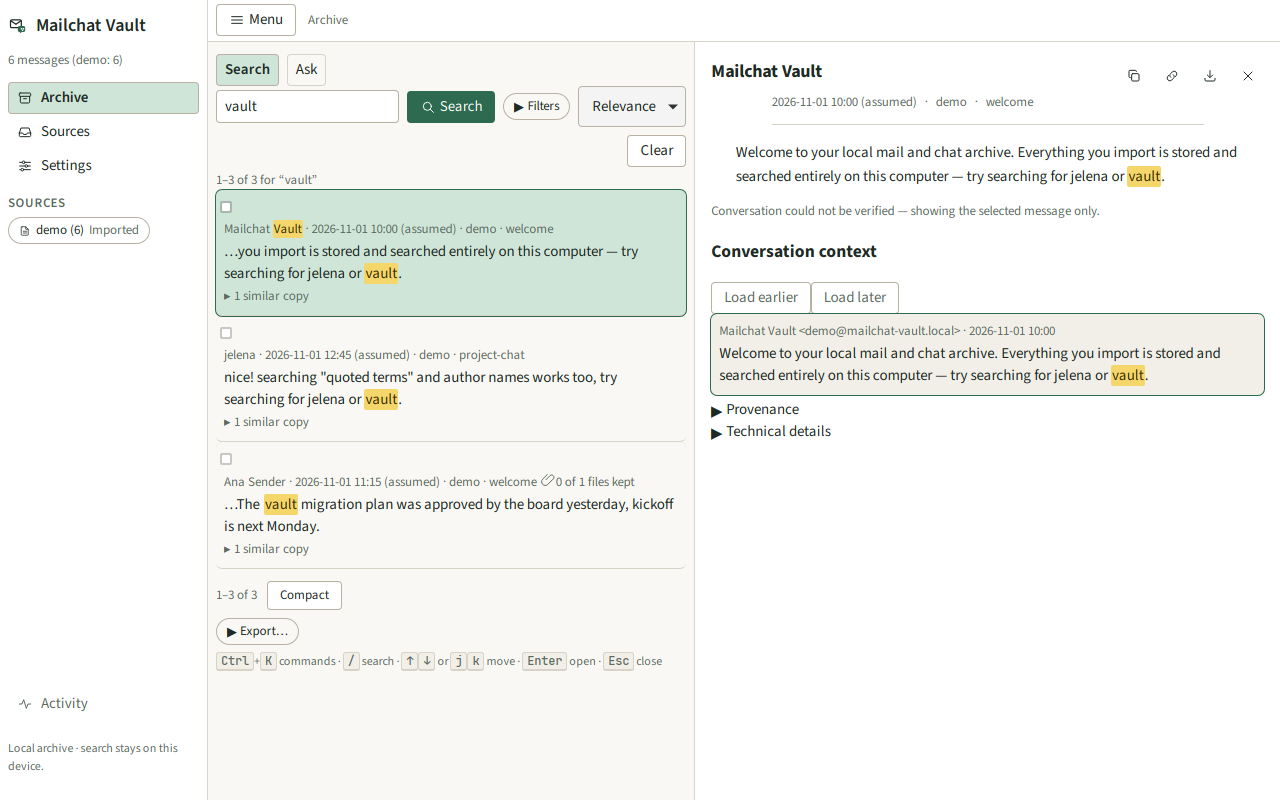 Mailchat Vault
6 messages (demo: 6)
Archive
Sources
Settings
SOURCES
demo (6) Imported
Activity
Local archive · search stays on this
device.
Menu
Archive
Search
Ask
vault
Search
▶ Filters
Relevance
Clear
1–3 of 3 for “vault”
Mailchat Vault · 2026-11-01 10:00 (assumed) · demo · welcome
…you import is stored and searched entirely on this computer — try
searching for jelena or vault.
▸ 1 similar copy
jelena · 2026-11-01 12:45 (assumed) · demo · project-chat
nice! searching "quoted terms" and author names works too, try
searching for jelena or vault.
▸ 1 similar copy
Ana Sender · 2026-11-01 11:15 (assumed) · demo · welcome 0 of 1 files kept
…The vault migration plan was approved by the board yesterday, kickoff
is next Monday.
▸ 1 similar copy
1–3 of 3
Compact
▶ Export…
Ctrl + K commands · / search · ↑ ↓ or j k move · Enter open · Esc close
Mailchat Vault
2026-11-01 10:00 (assumed) · demo · welcome
Welcome to your local mail and chat archive. Everything you import is stored and
searched entirely on this computer — try searching for jelena or vault.
Conversation could not be verified — showing the selected message only.
Conversation context
Load earlier
Load later
Mailchat Vault <demo@mailchat-vault.local> · 2026-11-01 10:00
Welcome to your local mail and chat archive. Everything you import is stored and
searched entirely on this computer — try searching for jelena or vault.
▶ Provenance
▶ Technical details